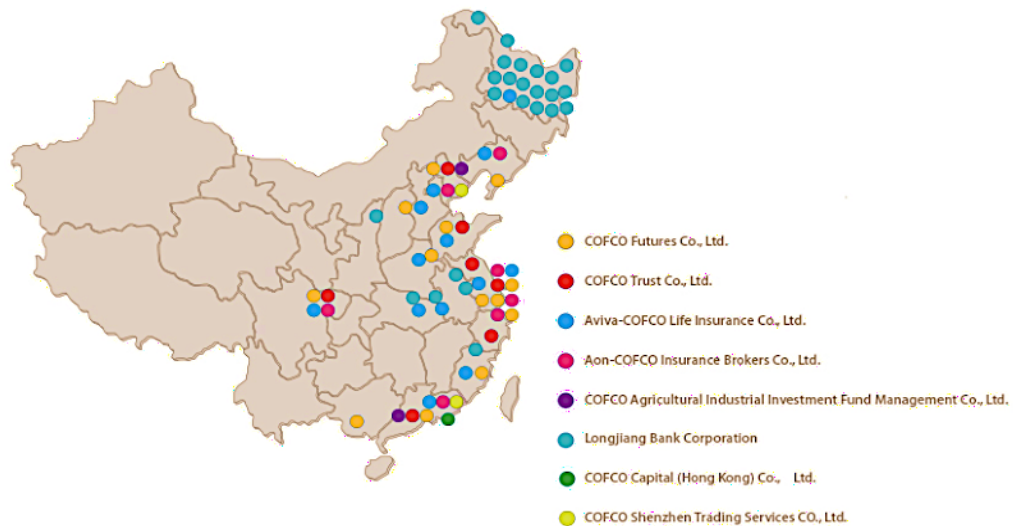 COFCO Futures Co., Ltd.
COFCO Trust Co., Ltd.
Aviva-COFCO Life Insurance Co., Ltd.
Aon-COFCO Insurance Brokers Co., Ltd.
COFCO Agricultural Industrial Investment Fund Management Co., Ltd.
Longjiang Bank Corporation
COFCO Capital (Hong Kong) Co., Ltd.
COFCO Shenzhen Trading Services CO., Ltd.